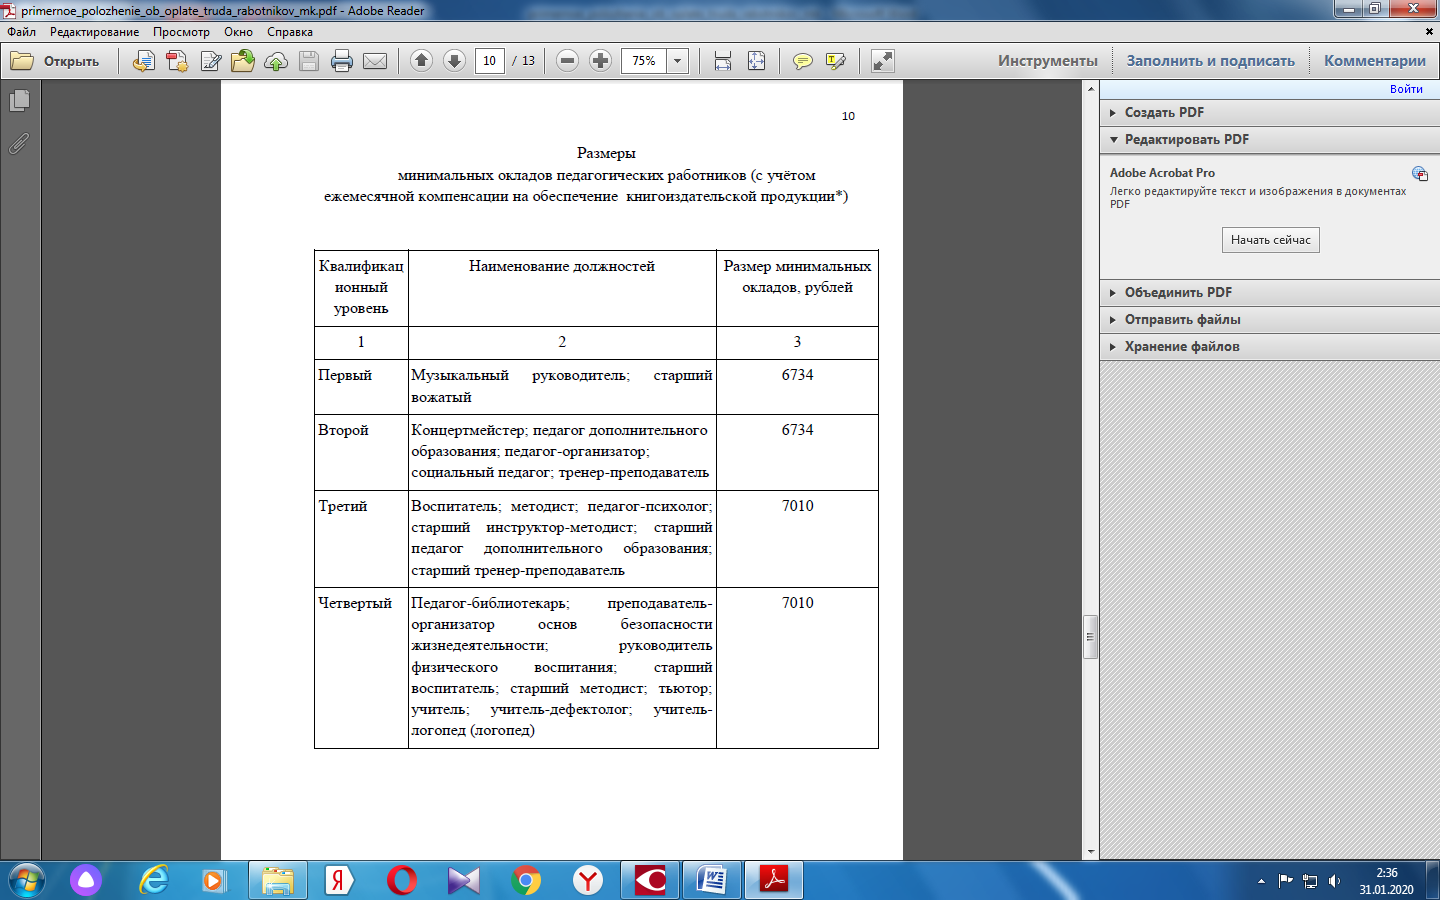 primernoe_polozhenie_ob_oplate_truda_rabotnikov_mk.pdf - Adobe Reader
Файл Редактирование Просмотр Окно Справка
Открыть 10 / 13 75% Инструменты Заполнить и подписать Комментарии
Войти
Создать PDF
Редактировать PDF
Adobe Acrobat Pro
Легко редактируйте текст и изображения в документах
PDF
Начать сейчас
Объединить PDF
Отправить файлы
Хранение файлов
10
Размеры
минимальных окладов педагогических работников (с учётом
ежемесячной компенсации на обеспечение книгоиздательской продукции*)
Квалификац
ионный
уровень
Наименование должностей
Размер минимальных
окладов, рублей
1 2 3
Первый
Музыкальный руководитель; старший
вожатый
6734
Второй
Концертмейстер; педагог дополнительного
образования; педагог-организатор;
социальный педагог; тренер-преподаватель
6734
Третий
Воспитатель; методист; педагог-психолог;
старший инструктор-методист; старший
педагог дополнительного образования;
старший тренер-преподаватель
7010
Четвертый
Педагог-библиотекарь; преподаватель-
организатор основ безопасности
жизнедеятельности; руководитель
физического воспитания; старший
воспитатель; старший методист; тьютор;
учитель; учитель-дефектолог; учитель-
логопед (логопед)
7010
2:36
31.01.2020